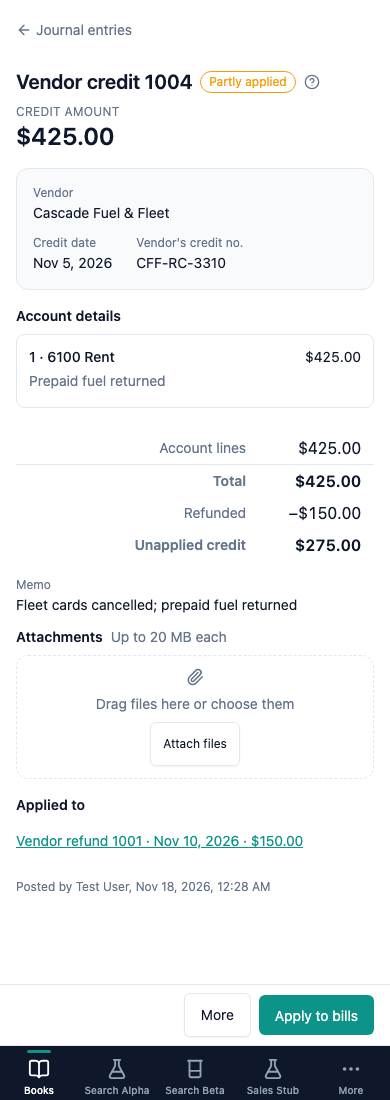 Journal entries
Vendor credit 1004 Partly applied
CREDIT AMOUNT
$425.00
Vendor
Cascade Fuel & Fleet
Credit date Vendor's credit no.
Nov 5, 2026 CFF-RC-3310
Account details
1 · 6100 Rent $425.00
Prepaid fuel returned
Account lines $425.00
Total $425.00
Refunded –$150.00
Unapplied credit $275.00
Memo
Fleet cards cancelled; prepaid fuel returned
Attachments Up to 20 MB each
Drag files here or choose them
Attach files
Applied to
Vendor refund 1001 · Nov 10, 2026 · $150.00
Posted by Test User, Nov 18, 2026, 12:28 AM
More Apply to bills
Books Search Alpha Search Beta Sales Stub More